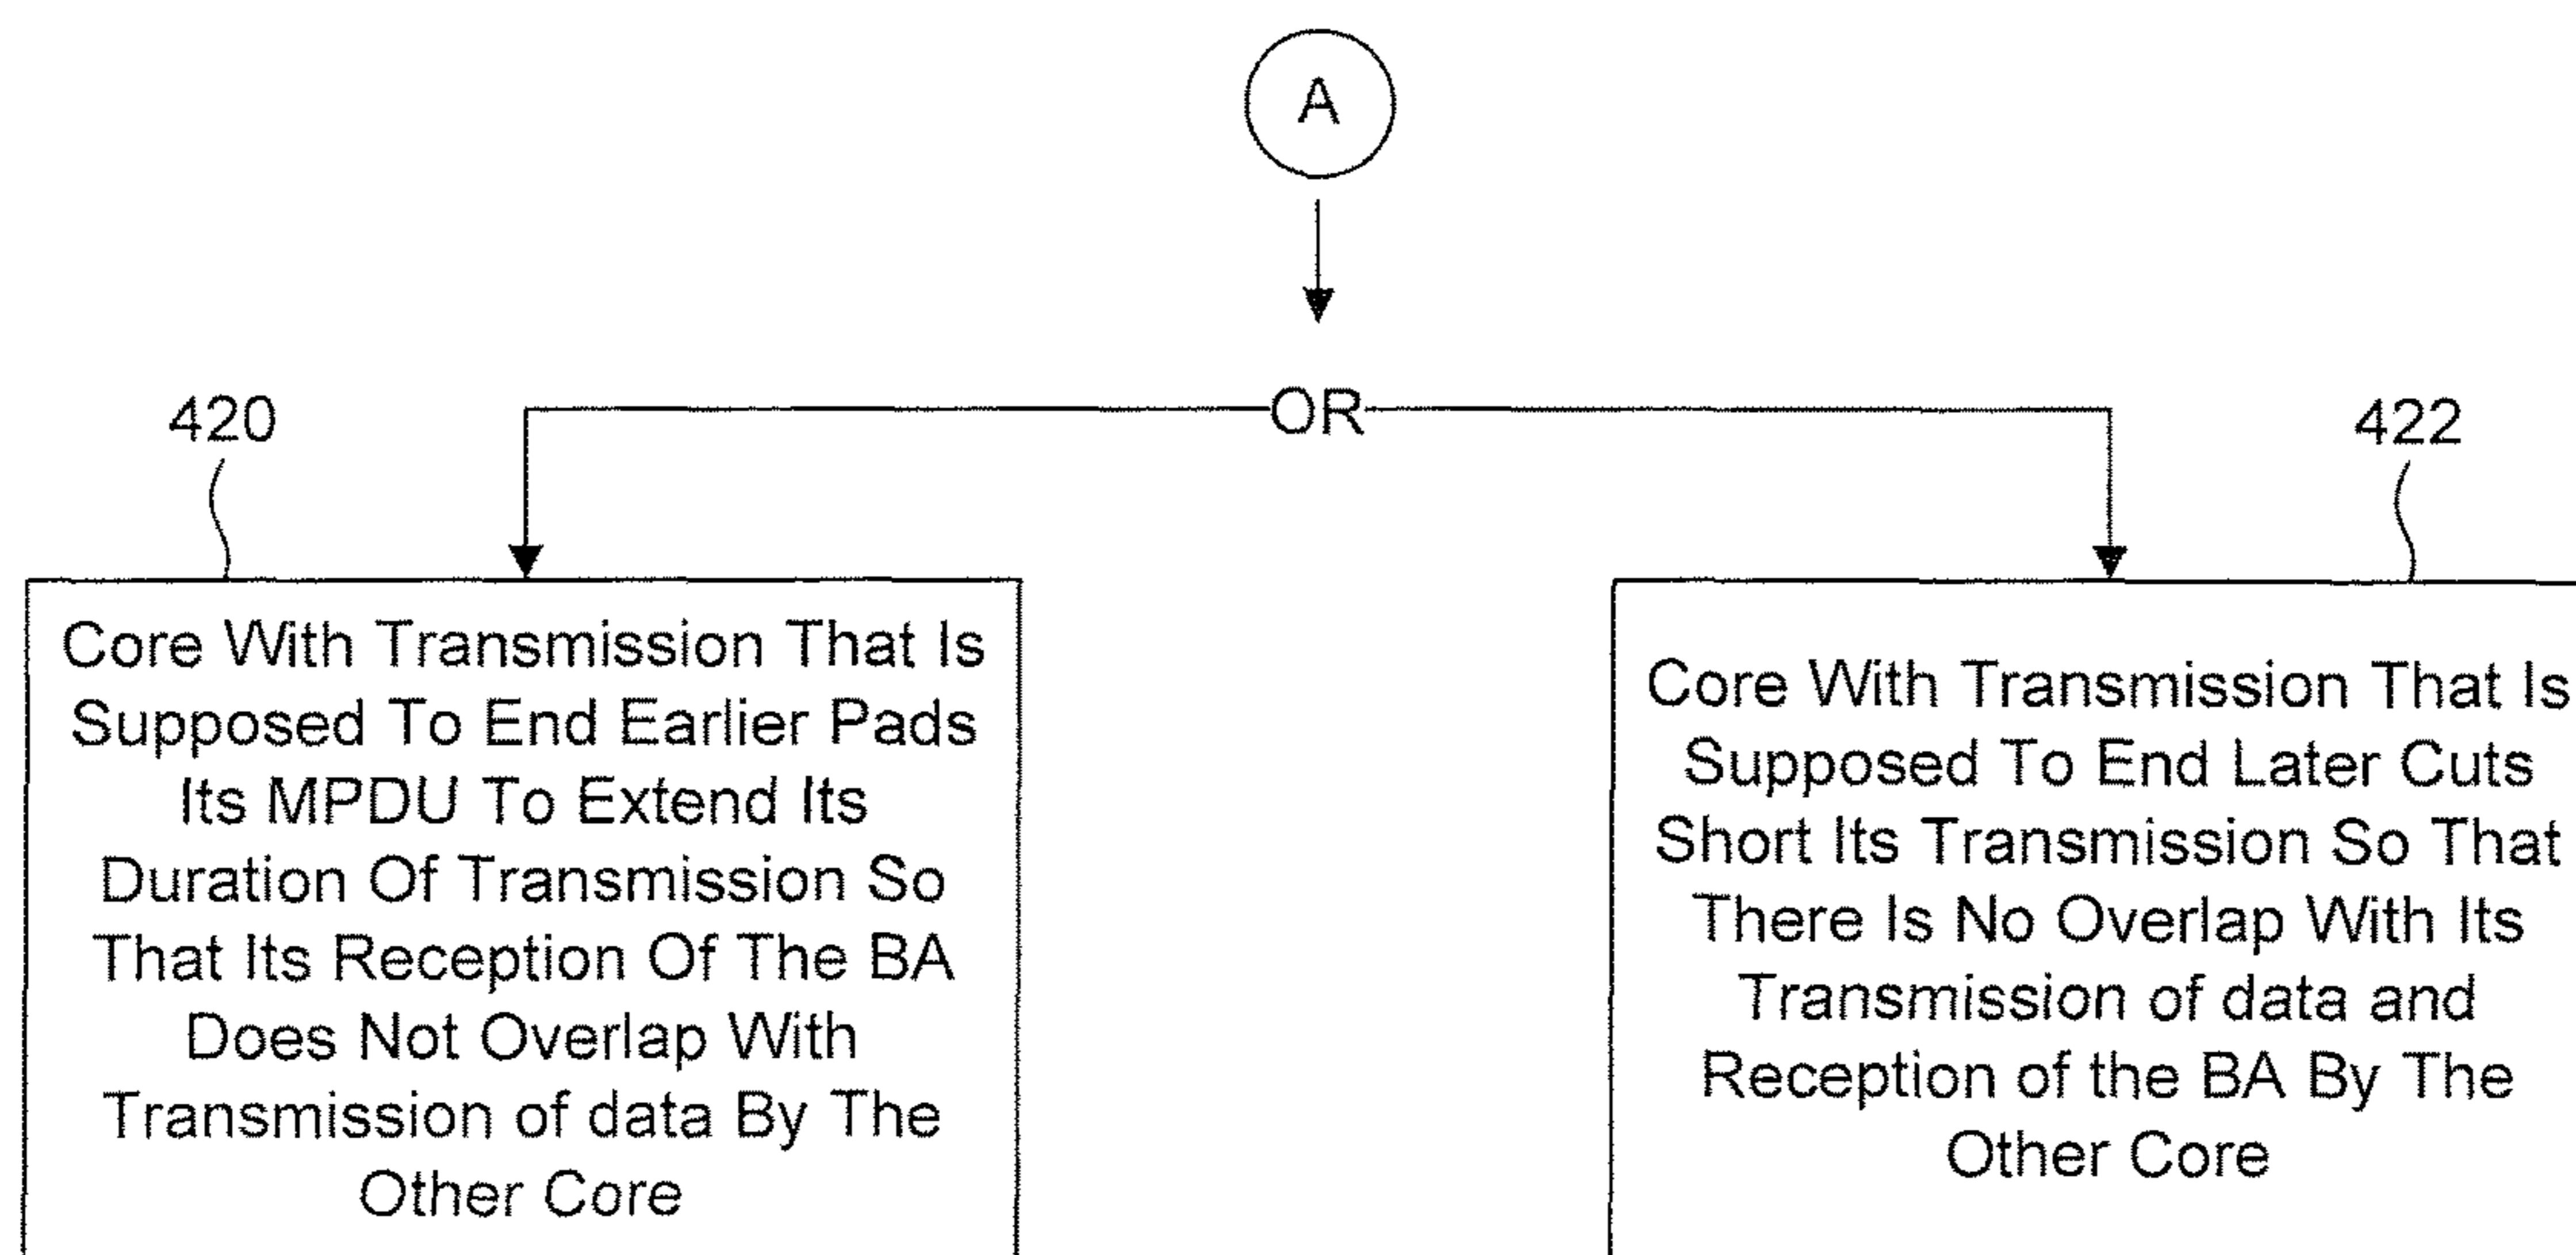 A
OR
420
422
Core With Transmission That Is
Supposed To End Earlier Pads
Its MPDU To Extend Its
Duration Of Transmission So
That Its Reception Of The BA
Does Not Overlap With
Transmission of data By The
Other Core
Core With Transmission That Is
Supposed To End Later Cuts
Short Its Transmission So That
There Is No Overlap With Its
Transmission of data and
Reception of the BA By The
Other Core